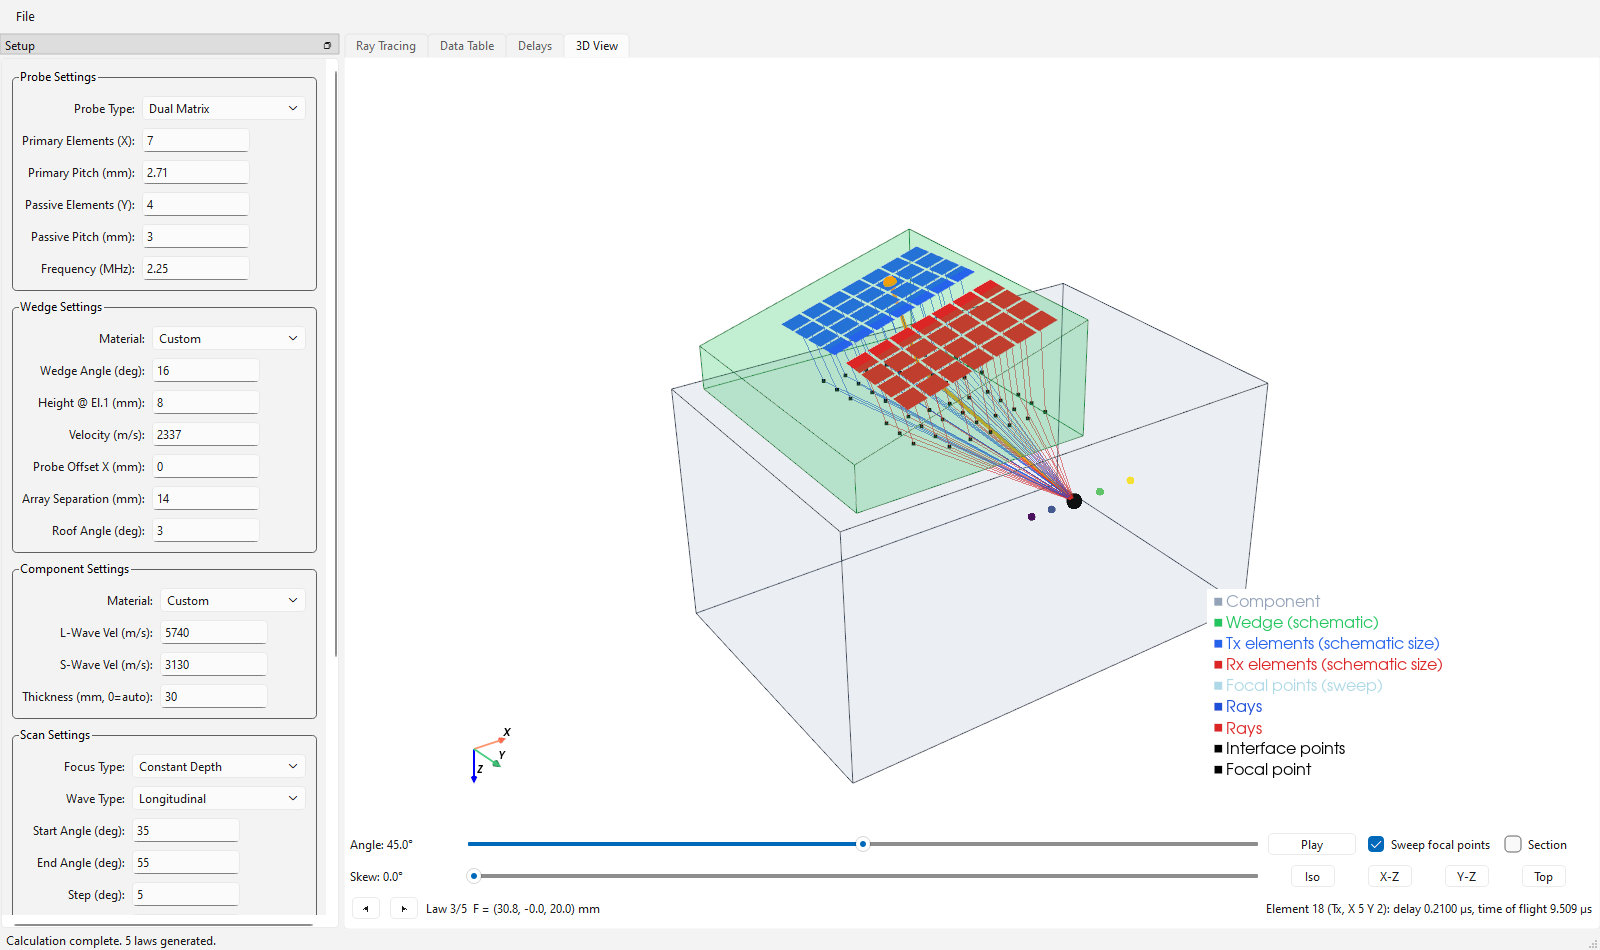 File
Setup
Ray Tracing
Data Table
Delays
3D View
Probe Settings
Probe Type: Dual Matrix
Primary Elements (X): 7
Primary Pitch (mm): 2.71
Passive Elements (Y): 4
Passive Pitch (mm): 3
Frequency (MHz): 2.25
Wedge Settings
Material: Custom
Wedge Angle (deg): 16
Height @ El.1 (mm): 8
Velocity (m/s): 2337
Probe Offset X (mm): 0
Array Separation (mm): 14
Roof Angle (deg): 3
Component Settings
Material: Custom
L-Wave Vel (m/s): 5740
S-Wave Vel (m/s): 3130
Thickness (mm, 0=auto): 30
Scan Settings
Focus Type: Constant Depth
Wave Type: Longitudinal
Start Angle (deg): 35
End Angle (deg): 55
Step (deg): 5
Component
Wedge (schematic)
Tx elements (schematic size)
Rx elements (schematic size)
Focal points (sweep)
Rays
Rays
Interface points
Focal point
X
Y
Z
Angle: 45.0°
Play
Sweep focal points
Section
Skew: 0.0°
Iso
X-Z
Y-Z
Top
Law 3/5 F = (30.8, -0.0, 20.0) mm
Element 18 (Tx, X 5 Y 2): delay 0.2100 µs, time of flight 9.509 µs
Calculation complete. 5 laws generated.